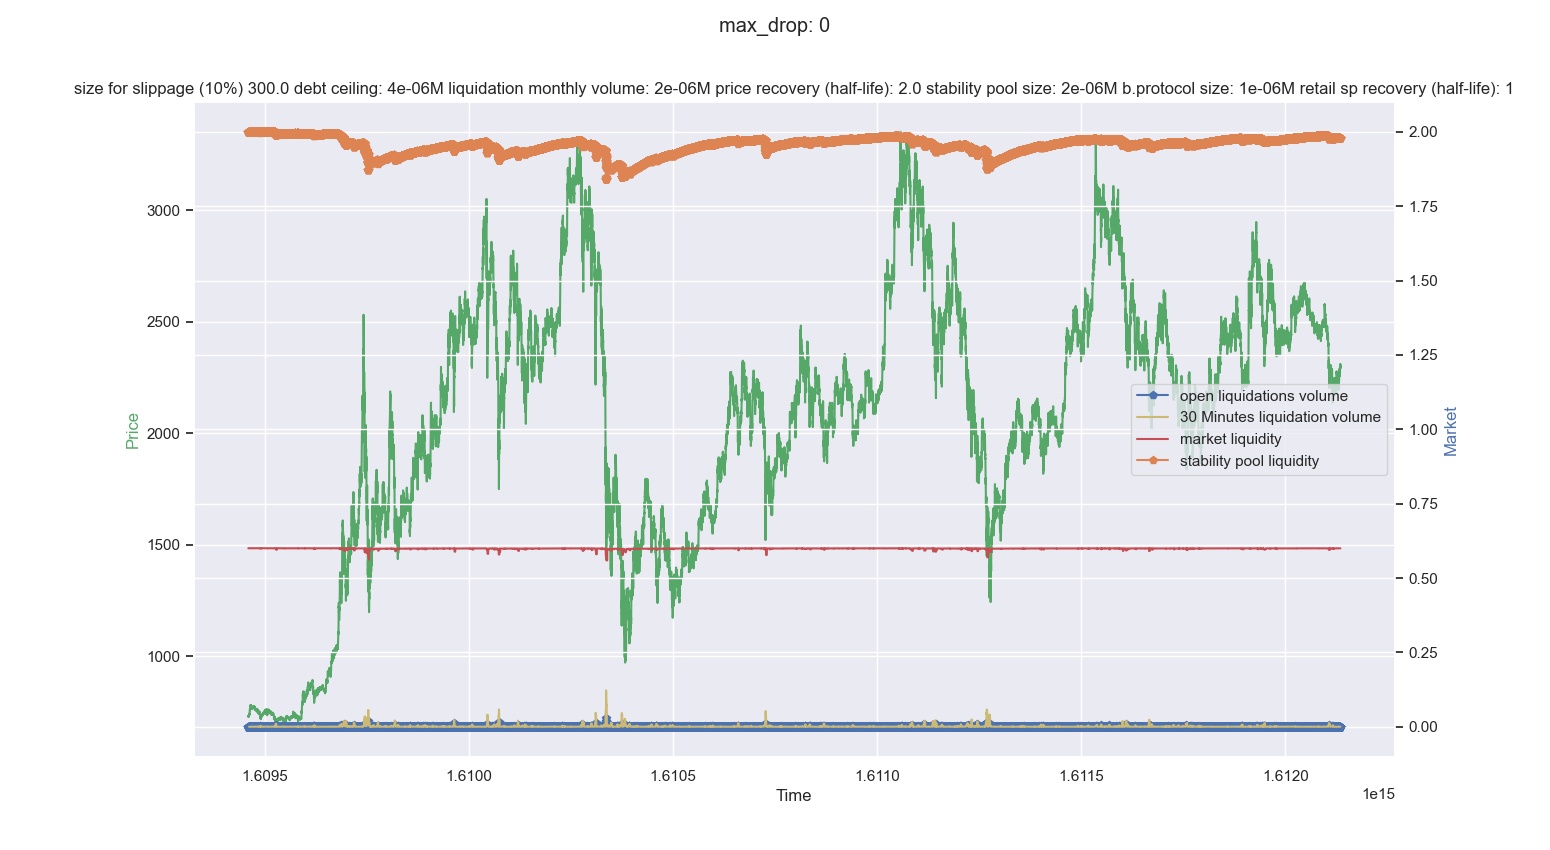 max_drop: 0
size for slippage (10%) 300.0 debt ceiling: 4e-06M liquidation monthly volume: 2e-06M price recovery (half-life): 2.0 stability pool size: 2e-06M b.protocol size: 1e-06M retail sp recovery (half-life): 1
3000
2500
2000
1500
1000
Price
2.00
1.75
1.50
1.25
1.00
0.75
0.50
0.25
0.00
Market
open liquidations volume
30 Minutes liquidation volume
market liquidity
stability pool liquidity
1.6095 1.6100 1.6105 1.6110 1.6115 1.6120
1e15
Time